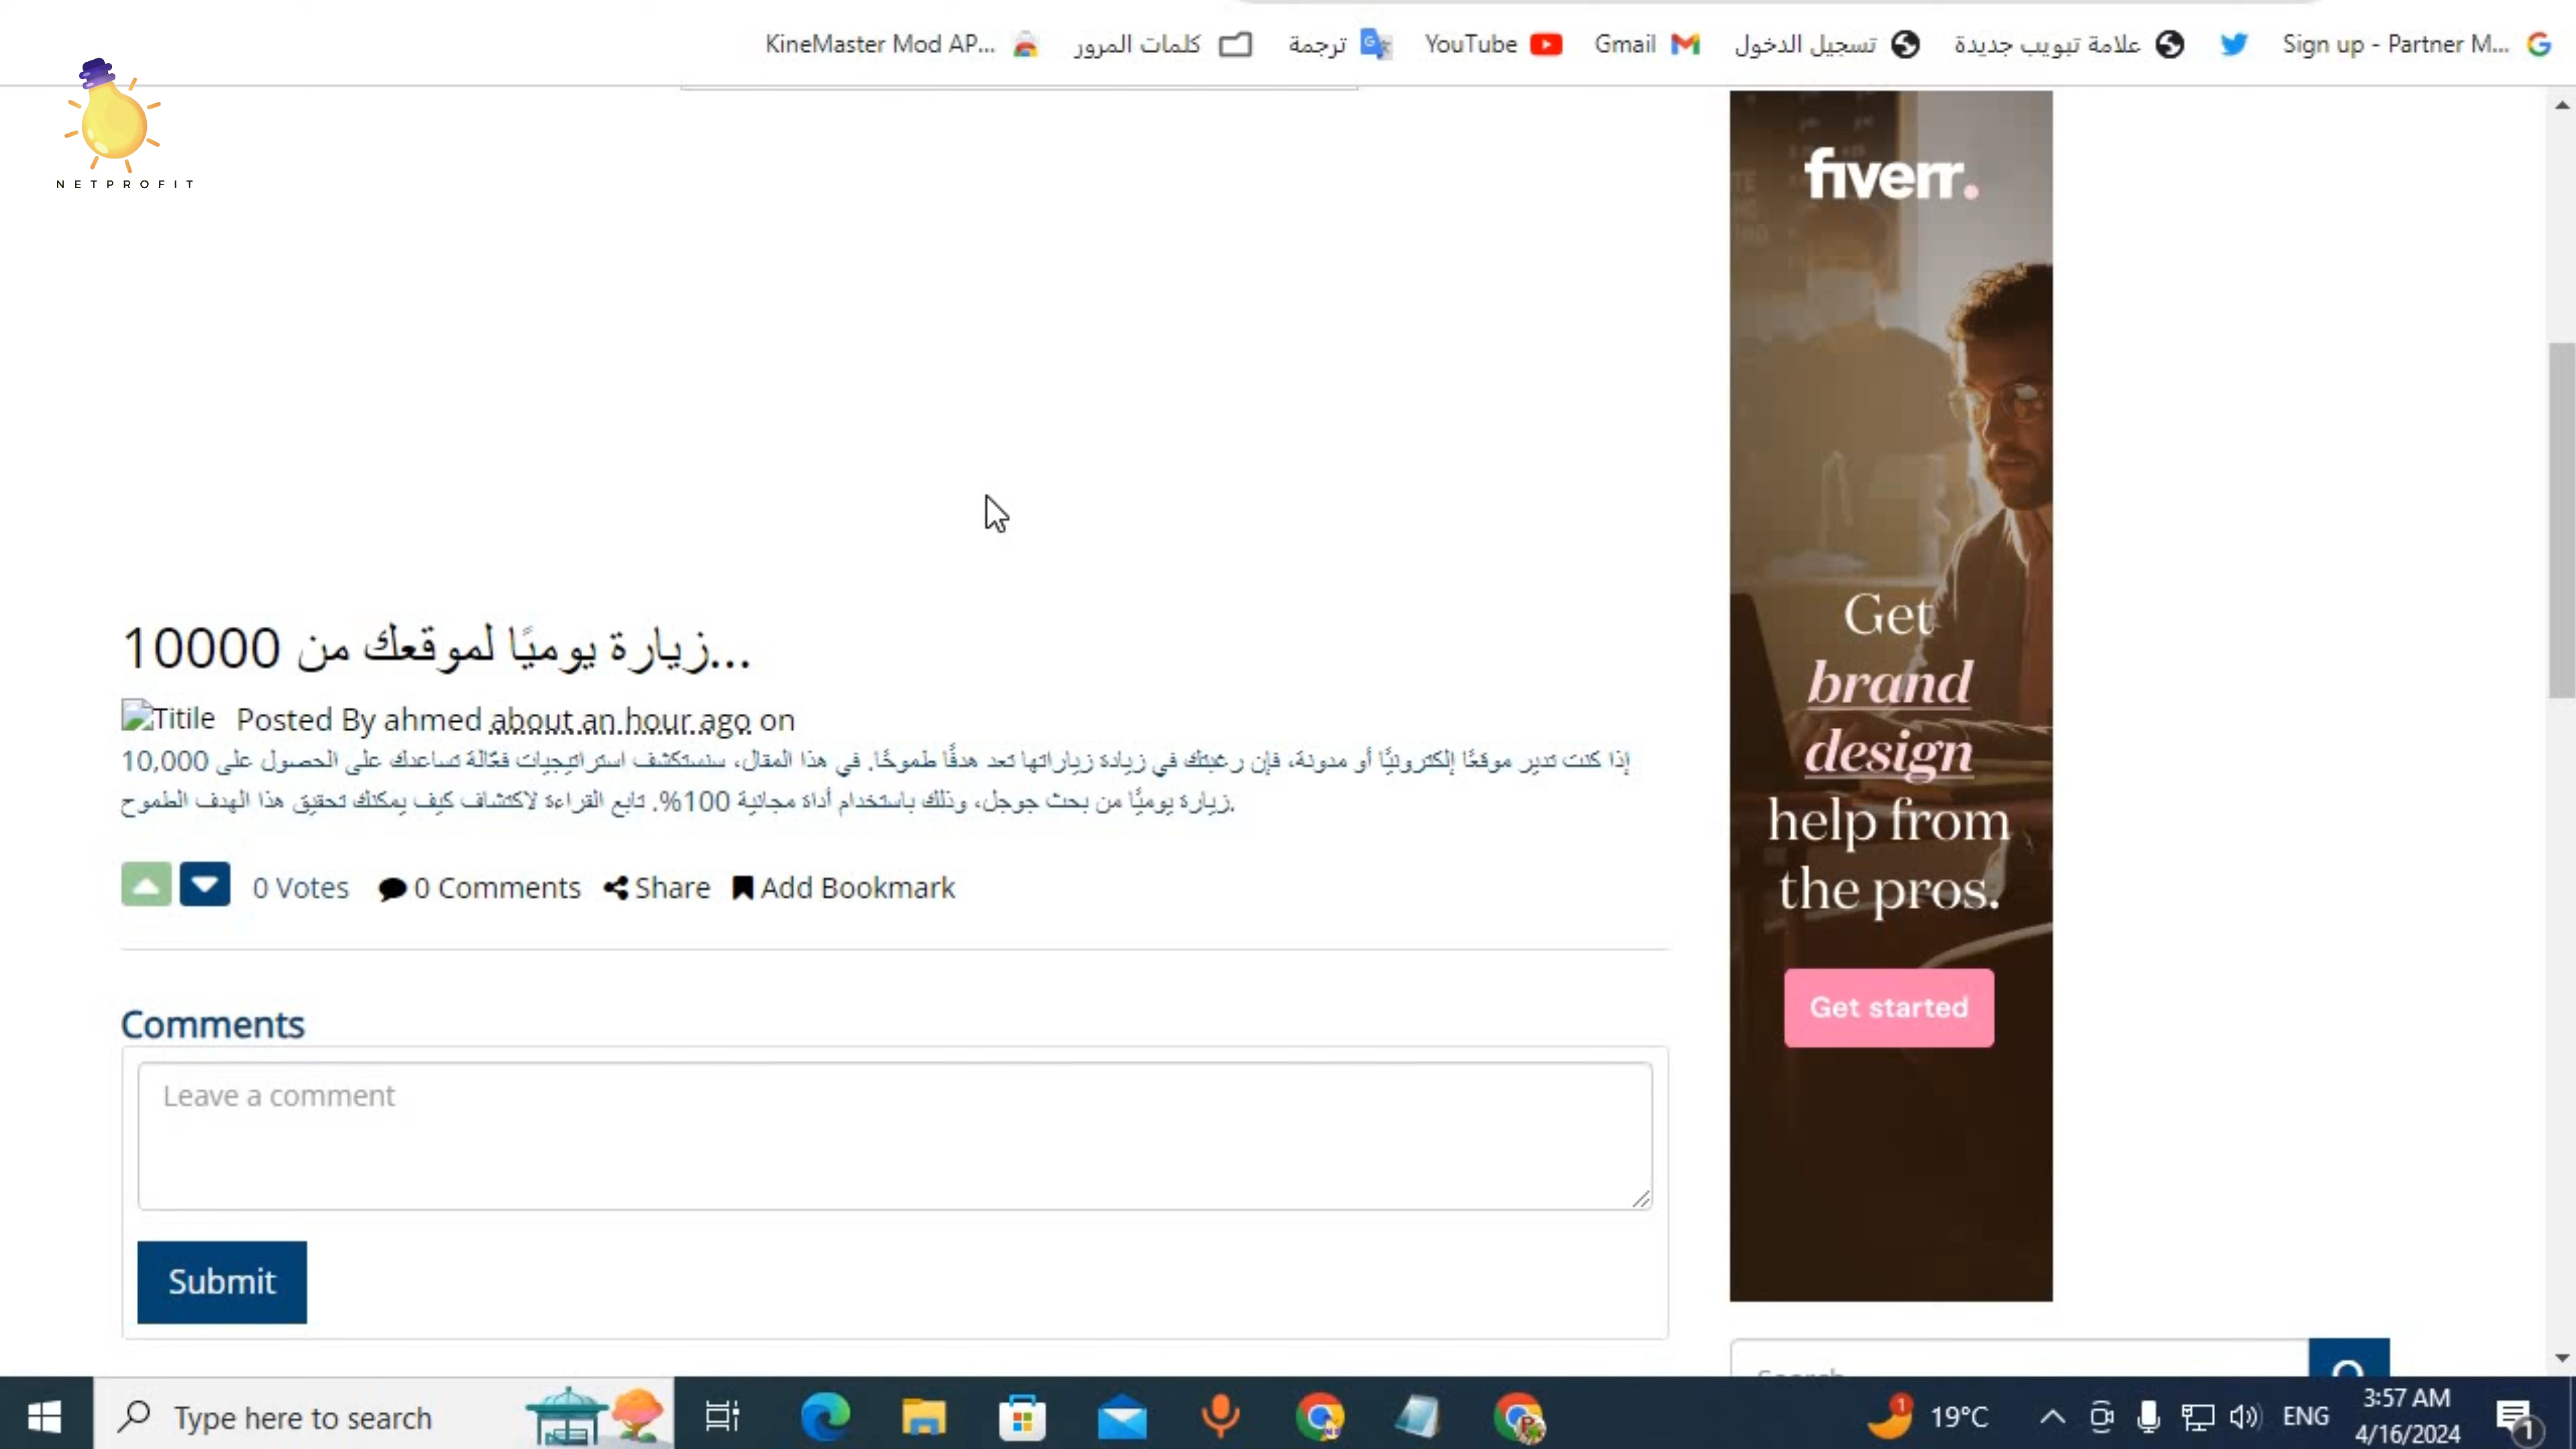 KineMaster Mod AP...
كلمات المرور
ترجمة
YouTube
Gmail
تسجيل الدخول
علامة تبويب جديدة
Sign up - Partner M...
NETPROFIT
fiverr.
Get
brand
design
help from
the pros.
Get started
10000 زيارة يوميًا لموقعك من...
Titile Posted By ahmed about an hour ago on
إذا كنت تدير موقعًا إلكترونيًا أو مدونة، فإن رغبتك في زيادة زياراتها تعد هدفًا طموحًا. في هذا المقال، سنستكشف استراتيجيات فعّالة تساعدك على الحصول على 10,000
زيارة يوميًا من بحث جوجل، وذلك باستخدام أداة مجانية 100%. تابع القراءة لاكتشاف كيف يمكنك تحقيق هذا الهدف الطموح.
0 Votes 0 Comments Share Add Bookmark
Comments
Leave a comment
Submit
Type here to search
1
19°C
ENG
3:57 AM
4/16/2024
1